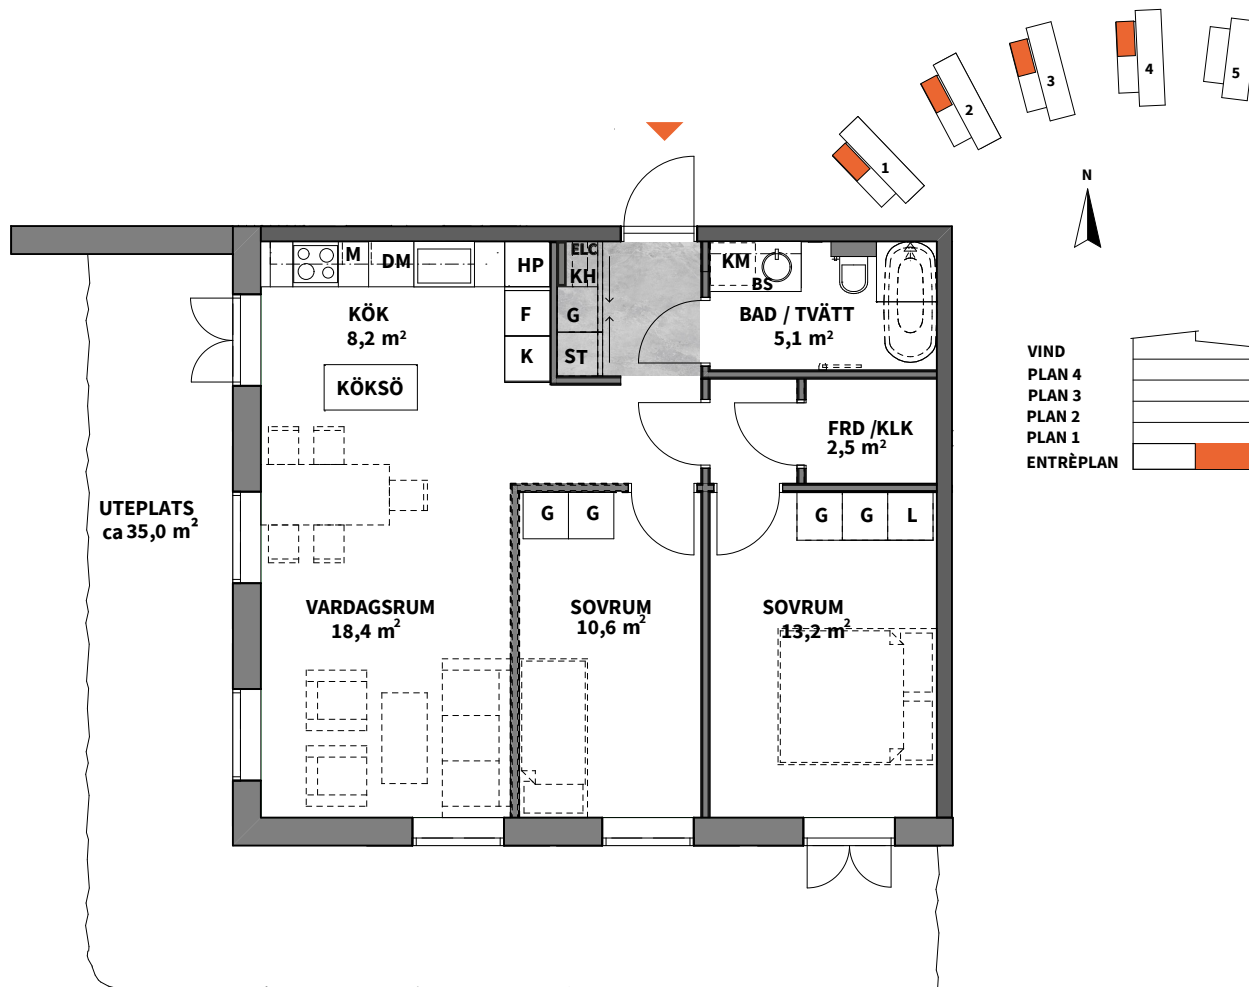 4
5
3
2
1
N
ELC
M
DM
HP
KH
KM
BS
KÖK
8,2 m²
F
G
BAD / TVÄTT
5,1 m²
K
ST
VIND
PLAN 4
PLAN 3
PLAN 2
PLAN 1
ENTRÈPLAN
KÖKSÖ
FRD /KLK
2,5 m²
UTEPLATS
ca 35,0 m²
G G
G G L
VARDAGSRUM
18,4 m²
SOVRUM
10,6 m²
SOVRUM
13,2 m²